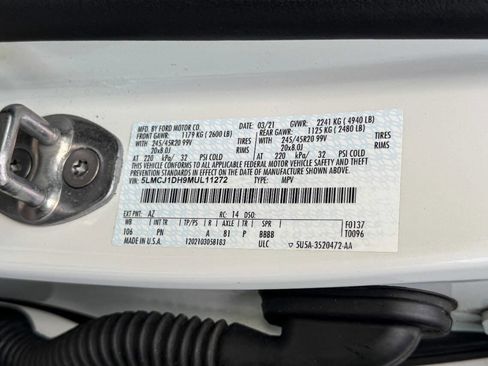 MFD. BY FORD MOTOR CO. DATE: 03/21 GVWR: 2241 KG ( 4940 LB)
FRONT GAWR: 1179 KG ( 2600 LB) REAR GAWR: 1125 KG ( 2480 LB)
WITH 245/45R20 99V TIRES WITH 245/45R20 99V TIRES
20x8.0J RIMS 20x8.0J RIMS
AT 220 kPa/ 32 PSI COLD AT 220 kPa/ 32 PSI COLD
THIS VEHICLE CONFORMS TO ALL APPLICABLE FEDERAL MOTOR VEHICLE SAFETY AND THEFT
PREVENTION STANDARDS IN EFFECT ON THE DATE OF MANUFACTURE SHOWN ABOVE.
VIN: 5LMCJ1DH9MUL11272 TYPE: MPV
EXT PNT: AZ RC: 14 DSO: F0137
WB INT TR TP/PS R AXLE TR SPR T0096
106 PN A 81 P BBBB
MADE IN U.S.A. 1202103058183 ULC 5U5A-3520472-AA